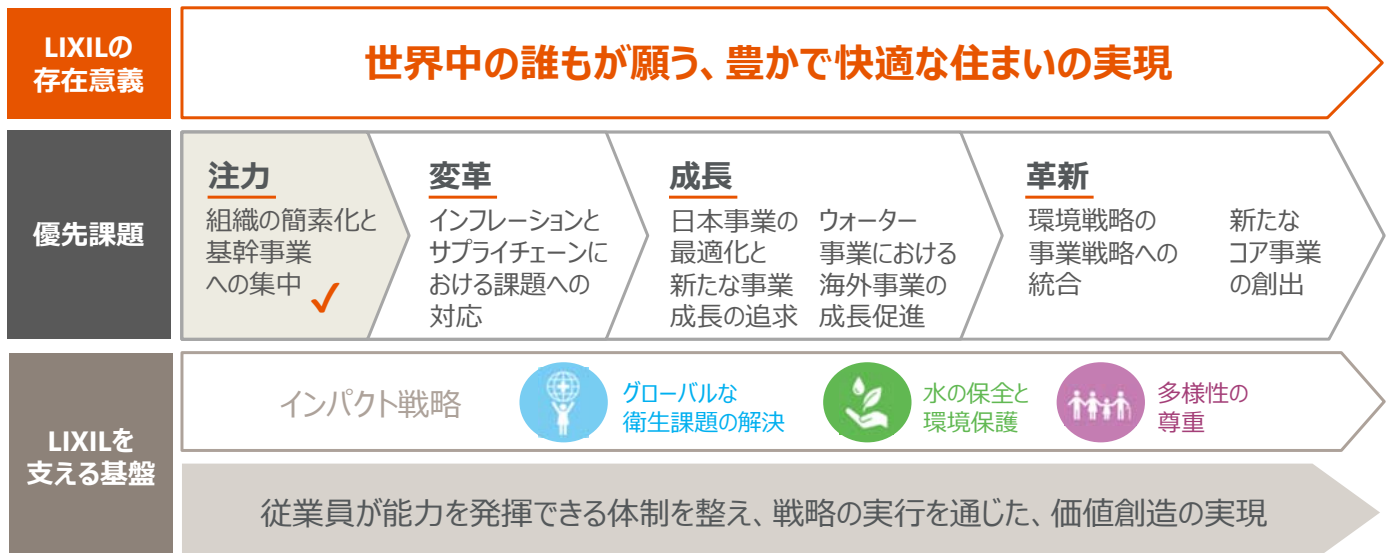 LIXILの
存在意義
世界中の誰もが願う、豊かで快適な住まいの実現
優先課題
注力
組織の簡素化と
基幹事業
への集中
変革
インフレーションと
サプライチェーンに
おける課題への
対応
成長
日本事業の
最適化と
新たな事業
成長の追求
ウォーター
事業における
海外事業の
成長促進
革新
環境戦略の
事業戦略への
統合
新たな
コア事業
の創出
LIXILを
支える基盤
インパクト戦略
グローバルな
衛生課題の解決
水の保全と
環境保護
多様性の
尊重
従業員が能力を発揮できる体制を整え、戦略の実行を通じた、価値創造の実現